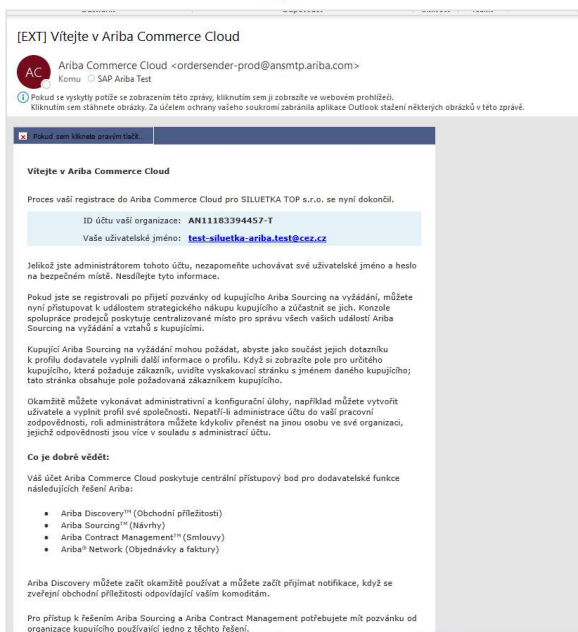 [EXT] Vítejte v Ariba Commerce Cloud
AC
Ariba Commerce Cloud <ordersender-prod@ansmtp.ariba.com>
Komu SAP Ariba Test
Pokud se vyskytly potíže se zobrazením této zprávy, kliknutím sem ji zobrazíte ve webovém prohlížeči.
Kliknutím sem stáhnete obrázky. Za účelem ochrany vašeho soukromí zabránila aplikace Outlook stažení některých obrázků v této zprávě.
Pokud sem kliknete pravým tlačít...
Vítejte v Ariba Commerce Cloud
Proces vaší registrace do Ariba Commerce Cloud pro SILUETKA TOP s.r.o. se nyní dokončil.
ID účtu vaší organizace: AN11183394457-T
Vaše uživatelské jméno: test-siluetka-ariba.test@cez.cz
Jelikož jste administrátorem tohoto účtu, nezapomeňte uchovávat své uživatelské jméno a heslo
na bezpečném místě. Nesdílejte tyto informace.
Pokud jste se registrovali po přijetí pozvánky od kupujícího Ariba Sourcing na vyžádání, můžete
nyní přistupovat k událostem strategického nákupu kupujícího a zúčastnit se jich. Konzole
spolupráce prodejců poskytuje centralizované místo pro správu všech vašich událostí Ariba
Sourcing na vyžádání a vztahů s kupujícími.
Kupující Ariba Sourcing na vyžádání mohou požádat, abyste jako součást jejich dotazníku
k profilu dodavatele vyplnili další informace o profilu. Když si zobrazíte pole pro určitého
kupujícího, která požaduje zákazník, uvidíte vyskakovací stránku s jménem daného kupujícího;
tato stránka obsahuje pole požadovaná zákazníkem kupujícího.
Okamžitě můžete vykonávat administrativní a konfigurační úlohy, například můžete vytvořit
uživatele a vyplnit profil své společnosti. Nepatří-li administrace účtu do vaší pracovní
zodpovědnosti, roli administrátora můžete kdykoliv přenést na jinou osobu ve své organizaci,
jejichž odpovědnosti jsou více v souladu s administrací účtu.
Co je dobré vědět:
Váš účet Ariba Commerce Cloud poskytuje centrální přístupový bod pro dodavatelské funkce
následujících řešení Ariba:
• Ariba Discovery™ (Obchodní příležitosti)
• Ariba Sourcing™ (Návrhy)
• Ariba Contract Management™ (Smlouvy)
• Ariba® Network (Objednávky a faktury)
Ariba Discovery můžete začít okamžitě používat a můžete začít přijímat notifikace, když se
zveřejní obchodní příležitosti odpovídající vašim komoditám.
Pro přístup k řešením Ariba Sourcing a Ariba Contract Management potřebujete mít pozvánku od
organizace kupujícího používající jedno z těchto řešení.